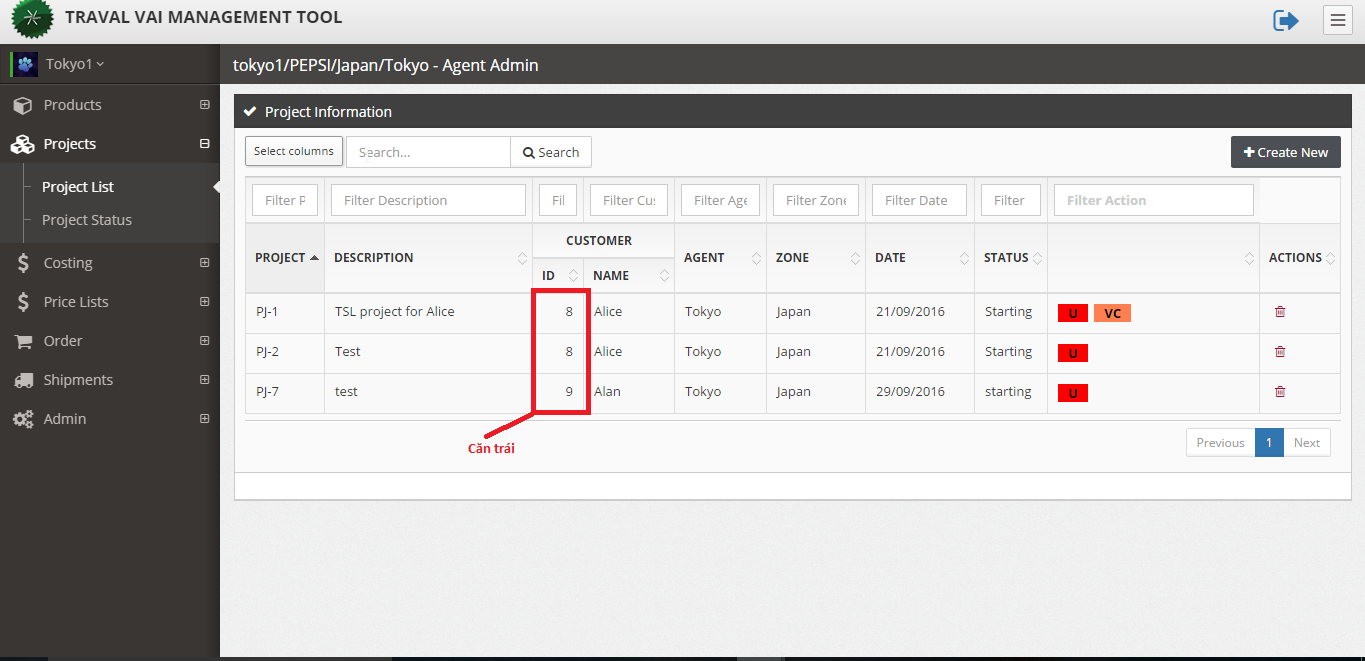 TRAVAL VAI MANAGEMENT TOOL
Tokyo1
tokyo1/PEPSI/Japan/Tokyo - Agent Admin
Products
Projects
Project List
Project Status
Costing
Price Lists
Order
Shipments
Admin
Project Information
Select columns Search... Search Create New
Filter P Filter Description Fil Filter Cus Filter Age Filter Zone Filter Date Filter Filter Action
CUSTOMER
PROJECT DESCRIPTION ID NAME AGENT ZONE DATE STATUS ACTIONS
PJ-1 TSL project for Alice 8 Alice Tokyo Japan 21/09/2016 Starting U VC
PJ-2 Test 8 Alice Tokyo Japan 21/09/2016 Starting U
PJ-7 test 9 Alan Tokyo Japan 29/09/2016 starting U
Căn trái
Previous 1 Next